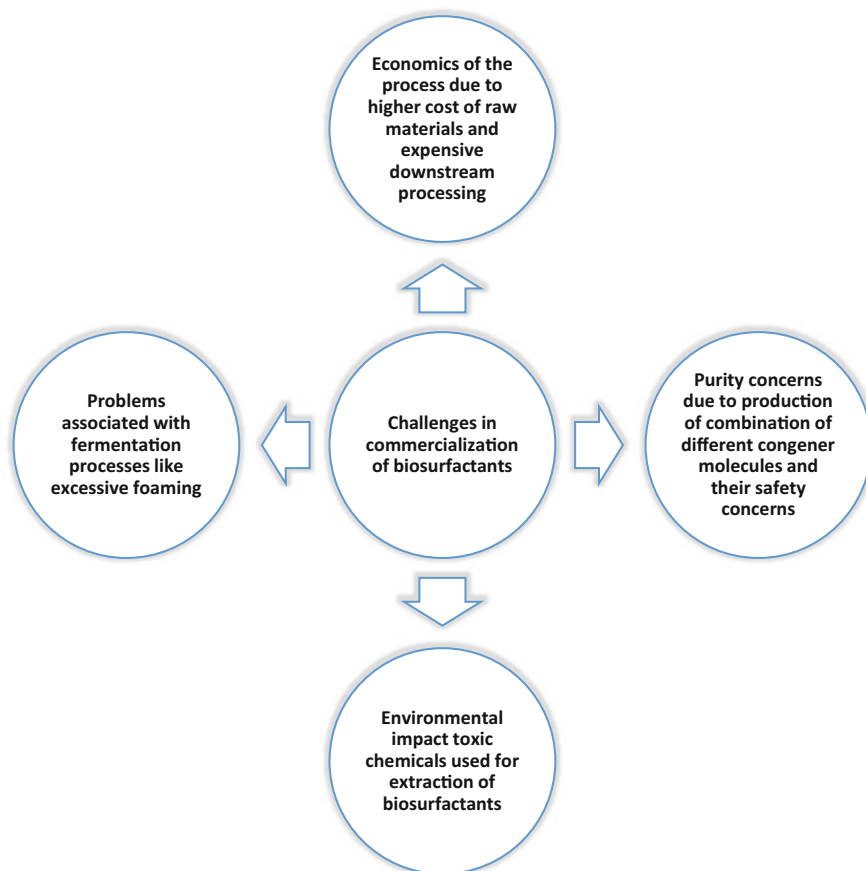 Economics of the
process due to
higher cost of raw
materials and
expensive
downstream
processing
Problems
associated with
fermentation
processes like
excessive foaming
Challenges in
commercialization
of biosurfactants
Purity concerns
due to production
of combination of
different congener
molecules and
their safety
concerns
Environmental
impact toxic
chemicals used for
extraction of
biosurfactants